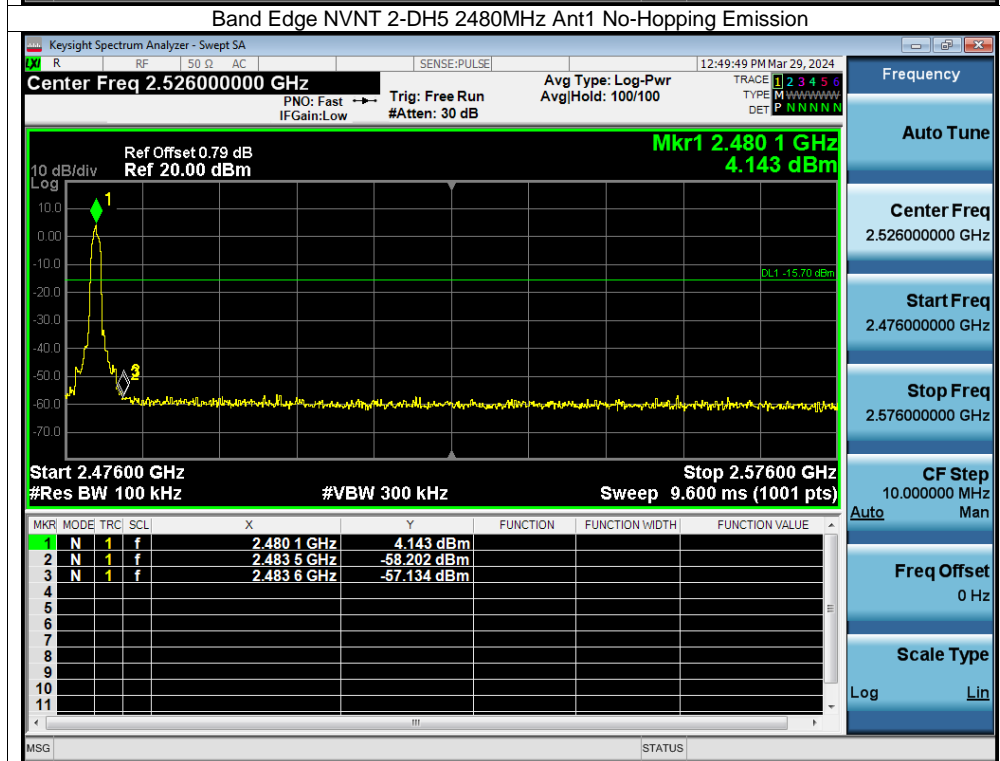 Band Edge NVNT 2-DH5 2480MHz Ant1 No-Hopping Emission
Keysight Spectrum Analyzer - Swept SA
LXI R RF 50 Ω AC SENSE:PULSE 12:49:49 PM Mar 29, 2024
Center Freq 2.526000000 GHz
PNO: Fast
IFGain:Low
Trig: Free Run
#Atten: 30 dB
Avg Type: Log-Pwr
Avg|Hold: 100/100
TRACE 1 2 3 4 5 6
TYPE M WWWWW
DET P N N N N N
Mkr1 2.480 1 GHz
4.143 dBm
Ref Offset 0.79 dB
10 dB/div Ref 20.00 dBm
Log
10.0
0.00
-10.0
-20.0
-30.0
-40.0
-50.0
-60.0
-70.0
1
3
DL1 -15.70 dBm
Start 2.47600 GHz Stop 2.57600 GHz
#Res BW 100 kHz #VBW 300 kHz Sweep 9.600 ms (1001 pts)
MKR MODE TRC SCL X Y FUNCTION FUNCTION WIDTH FUNCTION VALUE
1 N 1 f 2.480 1 GHz 4.143 dBm
2 N 1 f 2.483 5 GHz -58.202 dBm
3 N 1 f 2.483 6 GHz -57.134 dBm
4
5
6
7
8
9
10
11
MSG STATUS
Frequency
Auto Tune
Center Freq
2.526000000 GHz
Start Freq
2.476000000 GHz
Stop Freq
2.576000000 GHz
CF Step
10.000000 MHz
Auto Man
Freq Offset
0 Hz
Scale Type
Log Lin